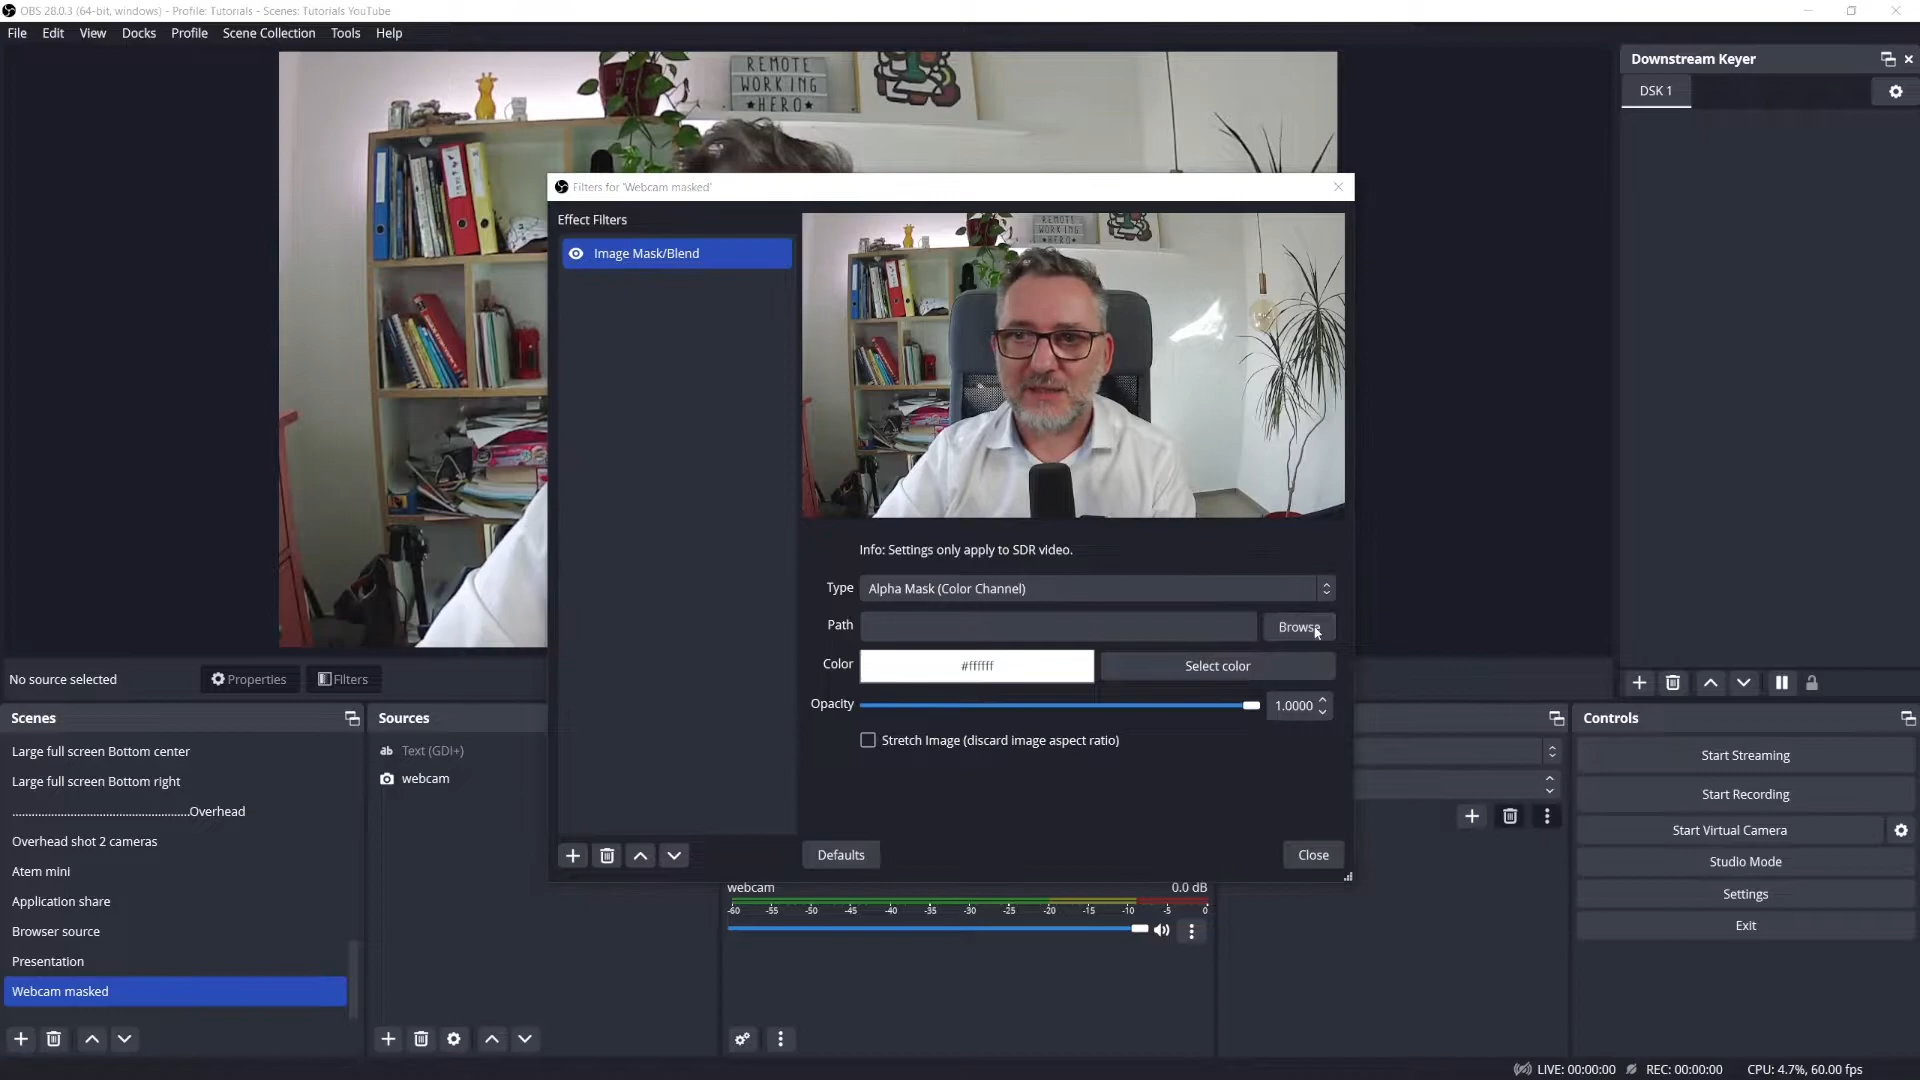 OBS 28.0.3 (64-bit, windows) - Profile: Tutorials - Scenes: Tutorials YouTube
File Edit View Docks Profile Scene Collection Tools Help
REMOTE
WORKING
★HERO★
Downstream Keyer
DSK 1
Filters for 'Webcam masked'
Effect Filters
Image Mask/Blend
REMOTE
WORKING
HERO
Info: Settings only apply to SDR video.
Type Alpha Mask (Color Channel)
Path Browse
Color #ffffff Select color
Opacity 1.0000
Stretch Image (discard image aspect ratio)
Defaults Close
No source selected Properties Filters
Scenes
Large full screen Bottom center
Large full screen Bottom right
...................................................Overhead
Overhead shot 2 cameras
Atem mini
Application share
Browser source
Presentation
Webcam masked
Sources
ab Text (GDI+)
webcam
webcam 0.0 dB
-60 -55 -50 -45 -40 -35 -30 -25 -20 -15 -10 -5 0
Controls
Start Streaming
Start Recording
Start Virtual Camera
Studio Mode
Settings
Exit
LIVE: 00:00:00 REC: 00:00:00 CPU: 4.7%, 60.00 fps